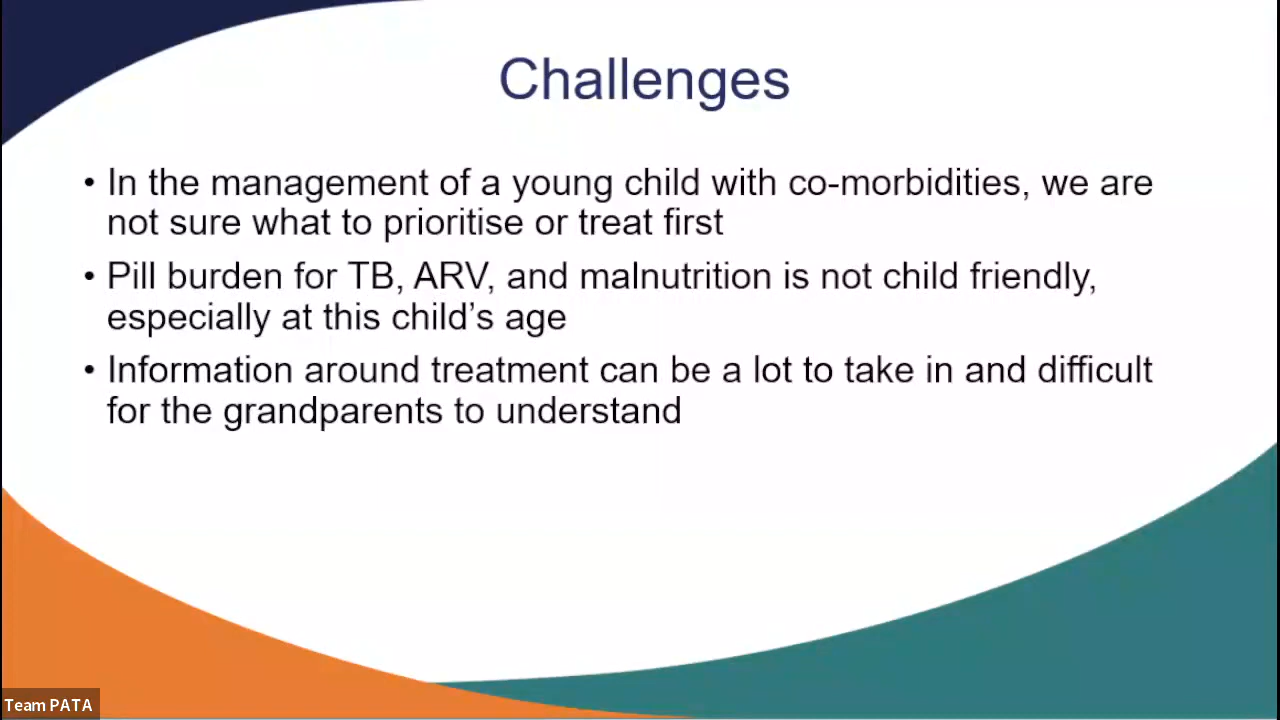 Challenges
• In the management of a young child with co-morbidities, we are
not sure what to prioritise or treat first
• Pill burden for TB, ARV, and malnutrition is not child friendly,
especially at this child’s age
• Information around treatment can be a lot to take in and difficult
for the grandparents to understand
Team PATA